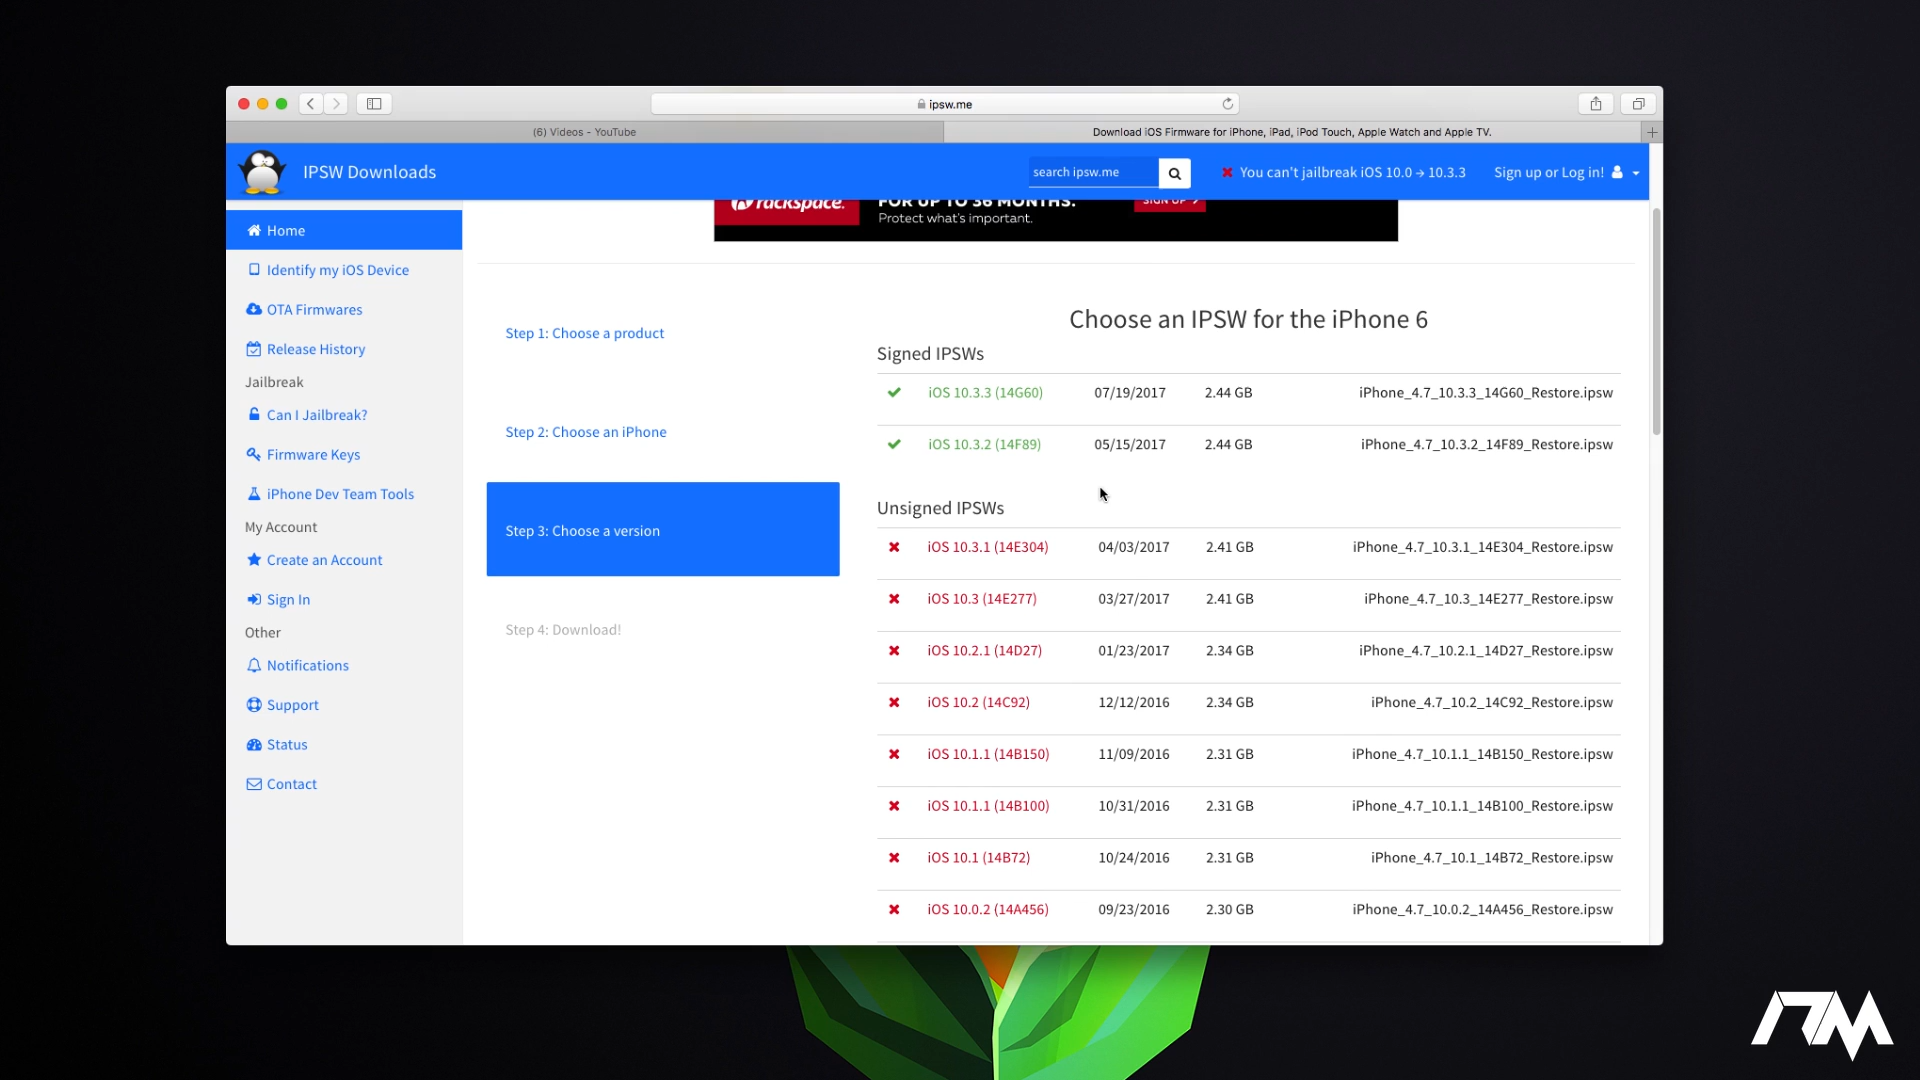 ipsw.me
(6) Videos - YouTube
Download iOS Firmware for iPhone, iPad, iPod Touch, Apple Watch and Apple TV.
IPSW Downloads
search ipsw.me
You can't jailbreak iOS 10.0 → 10.3.3
Sign up or Log in!
rackspace.
FOR UP TO 36 MONTHS.
Protect what's important.
SIGN UP >
Home
Identify my iOS Device
OTA Firmwares
Release History
Jailbreak
Can I Jailbreak?
Firmware Keys
iPhone Dev Team Tools
My Account
Create an Account
Sign In
Other
Notifications
Support
Status
Contact
Step 1: Choose a product
Step 2: Choose an iPhone
Step 3: Choose a version
Step 4: Download!
Choose an IPSW for the iPhone 6
Signed IPSWs
iOS 10.3.3 (14G60) 07/19/2017 2.44 GB iPhone_4.7_10.3.3_14G60_Restore.ipsw
iOS 10.3.2 (14F89) 05/15/2017 2.44 GB iPhone_4.7_10.3.2_14F89_Restore.ipsw
Unsigned IPSWs
iOS 10.3.1 (14E304) 04/03/2017 2.41 GB iPhone_4.7_10.3.1_14E304_Restore.ipsw
iOS 10.3 (14E277) 03/27/2017 2.41 GB iPhone_4.7_10.3_14E277_Restore.ipsw
iOS 10.2.1 (14D27) 01/23/2017 2.34 GB iPhone_4.7_10.2.1_14D27_Restore.ipsw
iOS 10.2 (14C92) 12/12/2016 2.34 GB iPhone_4.7_10.2_14C92_Restore.ipsw
iOS 10.1.1 (14B150) 11/09/2016 2.31 GB iPhone_4.7_10.1.1_14B150_Restore.ipsw
iOS 10.1.1 (14B100) 10/31/2016 2.31 GB iPhone_4.7_10.1.1_14B100_Restore.ipsw
iOS 10.1 (14B72) 10/24/2016 2.31 GB iPhone_4.7_10.1_14B72_Restore.ipsw
iOS 10.0.2 (14A456) 09/23/2016 2.30 GB iPhone_4.7_10.0.2_14A456_Restore.ipsw